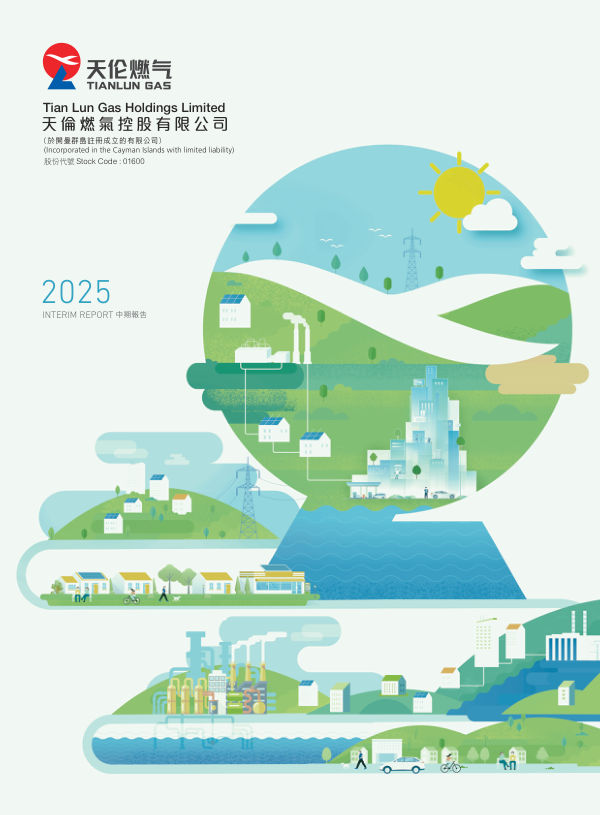 天伦燃气
TIANLUN GAS
Tian Lun Gas Holdings Limited
天倫燃氣控股有限公司
(於開曼群島註冊成立的有限公司)
(Incorporated in the Cayman Islands with limited liability)
股份代號 Stock Code : 01600
2025
INTERIM REPORT 中期報告